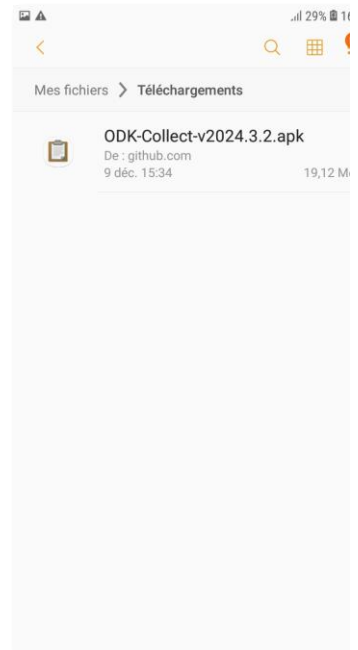 29% 16
Mes fichiers > Téléchargements
ODK-Collect-v2024.3.2.apk
De : github.com
9 déc. 15:34 19,12 M